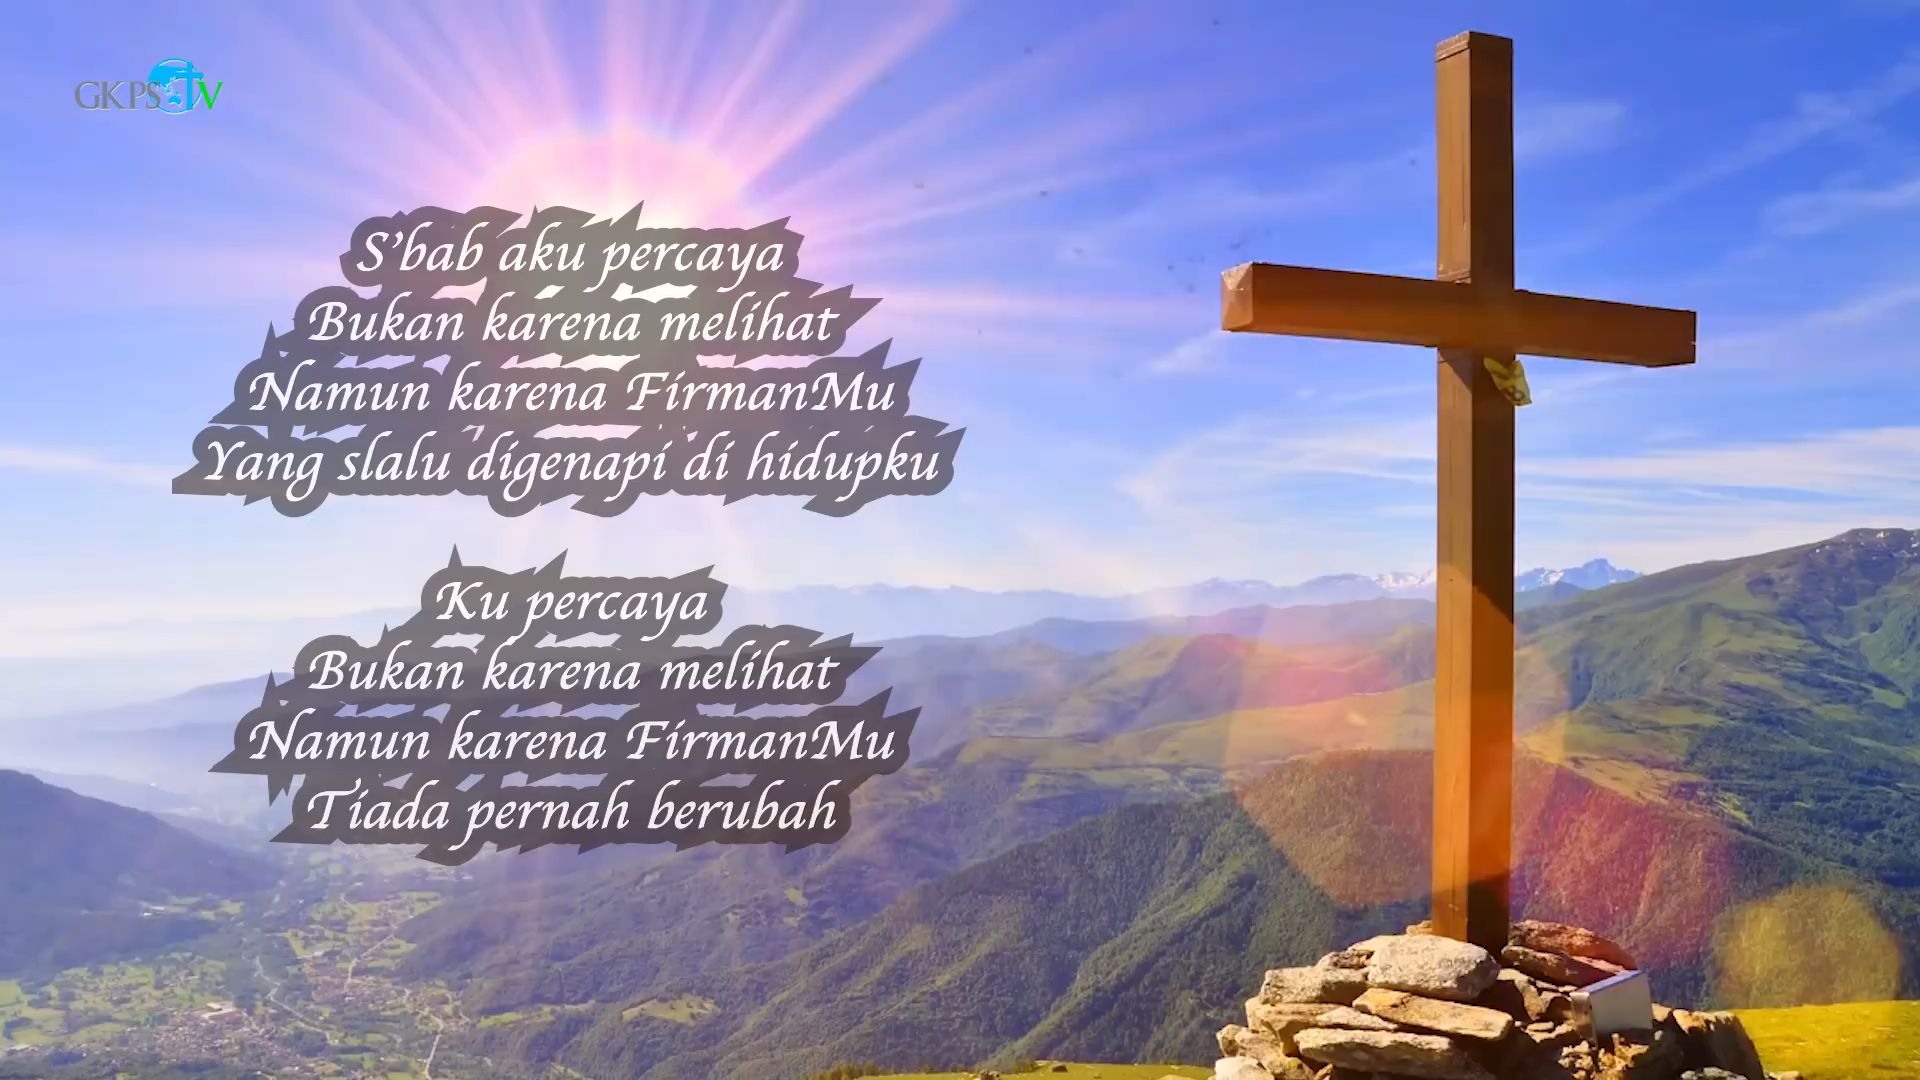 GKPS TV
S'bab aku percaya
Bukan karena melihat
Namun karena FirmanMu
Yang slalu digenapi di hidupku
Ku percaya
Bukan karena melihat
Namun karena FirmanMu
Tiada pernah berubah